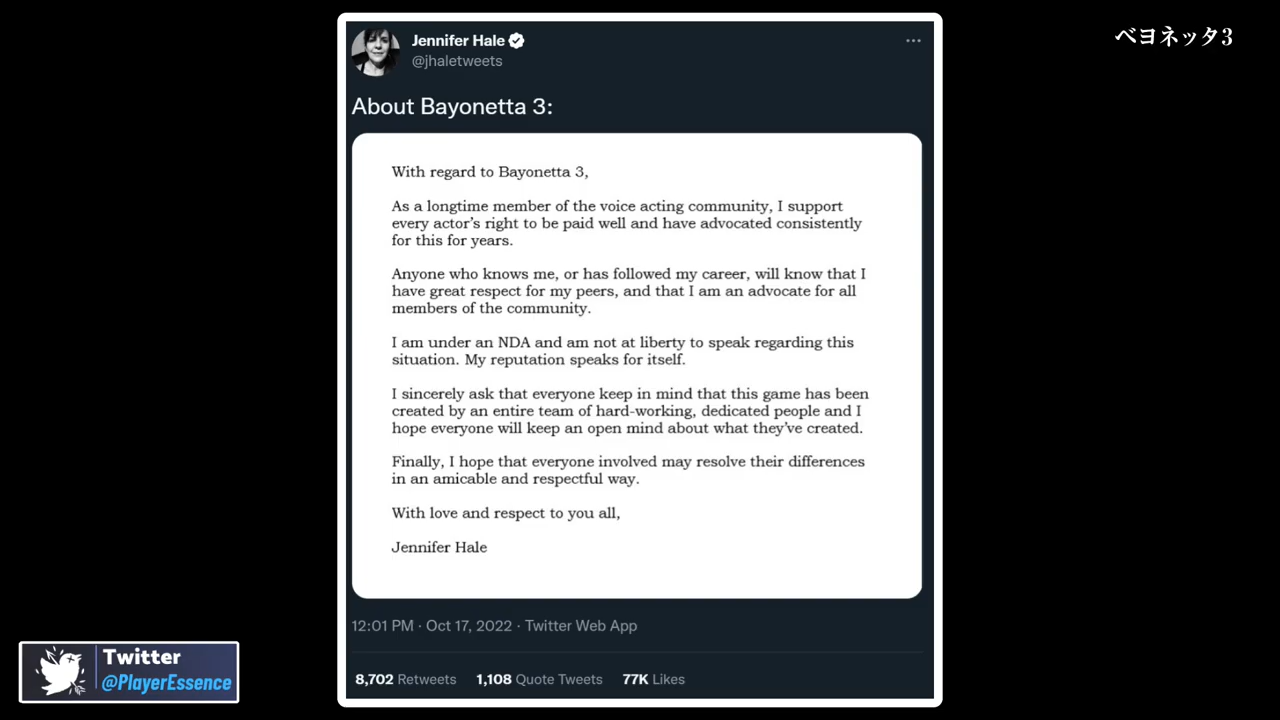 Jennifer Hale
@jhaletweets
ベヨネッタ3
About Bayonetta 3:
With regard to Bayonetta 3,
As a longtime member of the voice acting community, I support
every actor's right to be paid well and have advocated consistently
for this for years.
Anyone who knows me, or has followed my career, will know that I
have great respect for my peers, and that I am an advocate for all
members of the community.
I am under an NDA and am not at liberty to speak regarding this
situation. My reputation speaks for itself.
I sincerely ask that everyone keep in mind that this game has been
created by an entire team of hard-working, dedicated people and I
hope everyone will keep an open mind about what they've created.
Finally, I hope that everyone involved may resolve their differences
in an amicable and respectful way.
With love and respect to you all,
Jennifer Hale
12:01 PM · Oct 17, 2022 · Twitter Web App
8,702 Retweets 1,108 Quote Tweets 77K Likes
Twitter
@PlayerEssence